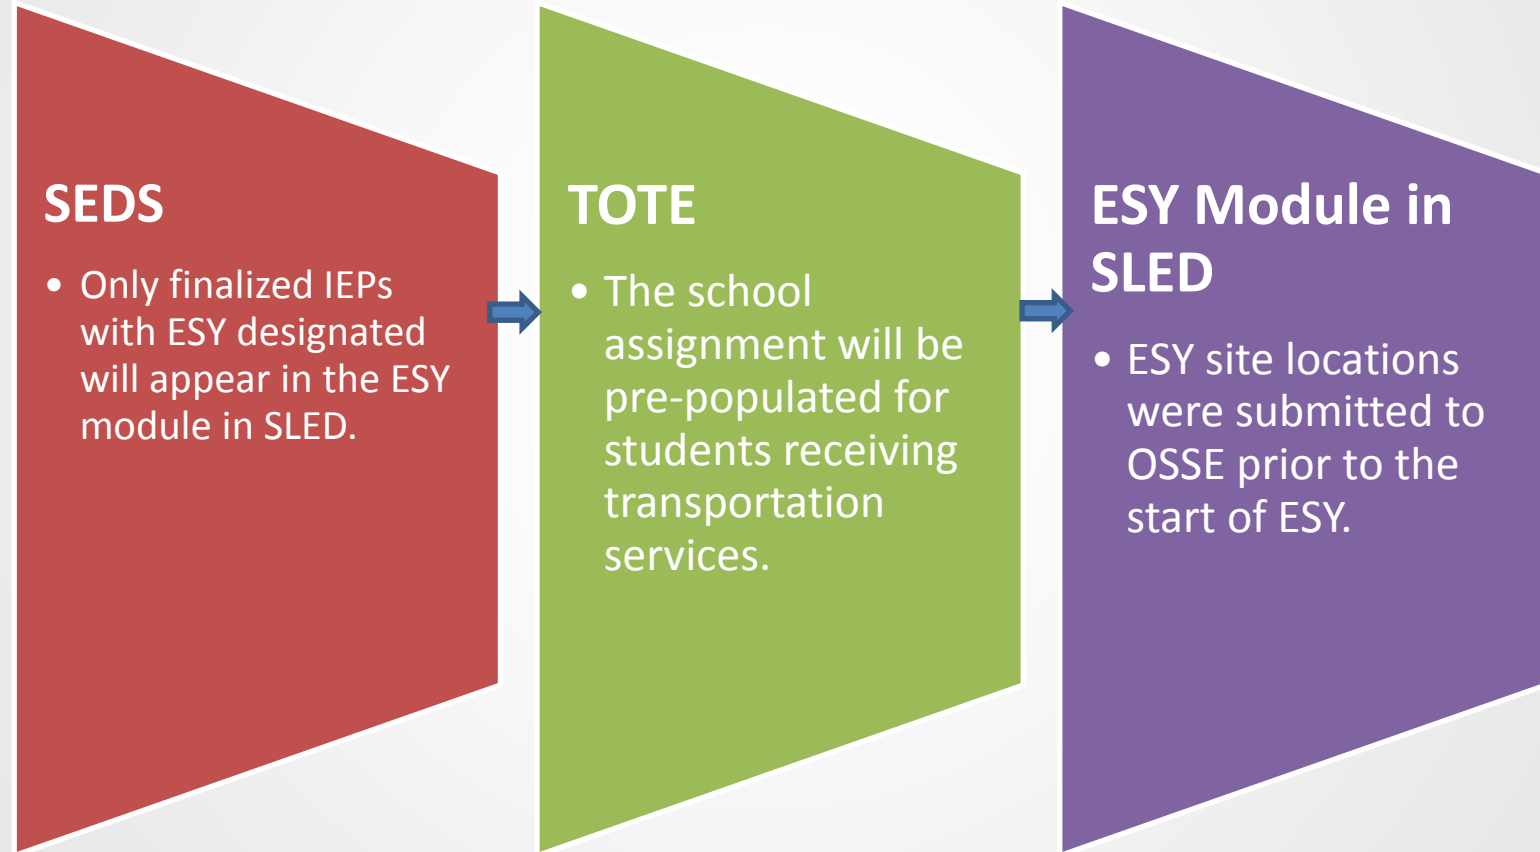 SEDS
• Only finalized IEPs
with ESY designated
will appear in the ESY
module in SLED.
TOTE
• The school
assignment will be
pre-populated for
students receiving
transportation
services.
ESY Module in
SLED
• ESY site locations
were submitted to
OSSE prior to the
start of ESY.